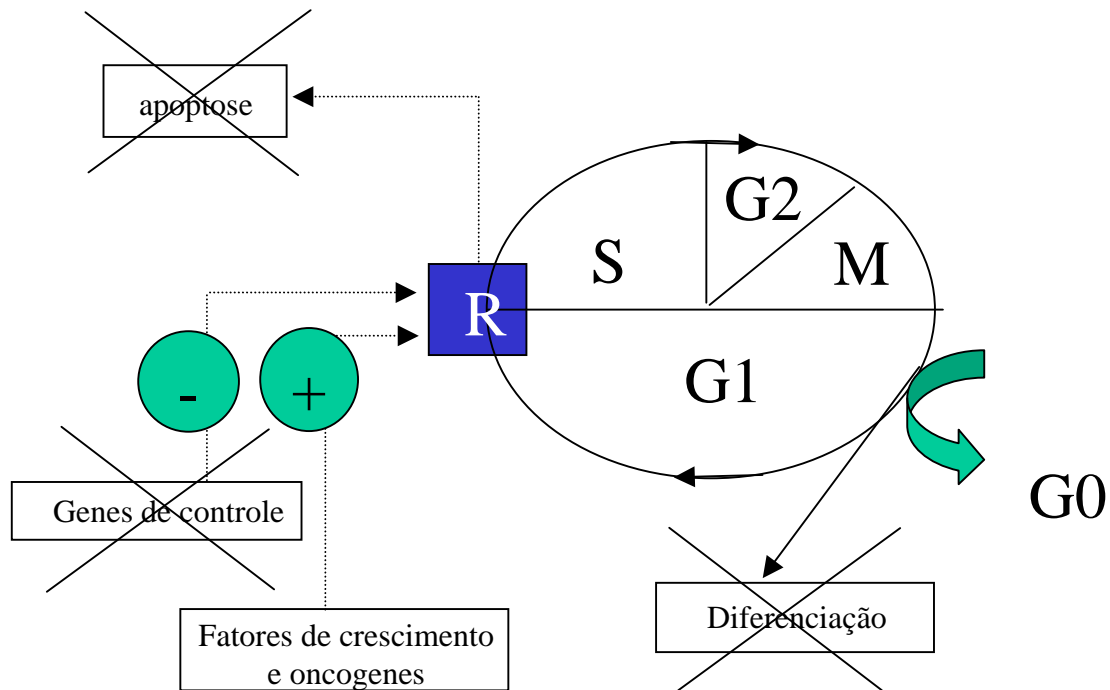 apoptose
G2
S
M
R
G1
-
+
G0
Genes de controle
Diferenciação
Fatores de crescimento
e oncogenes